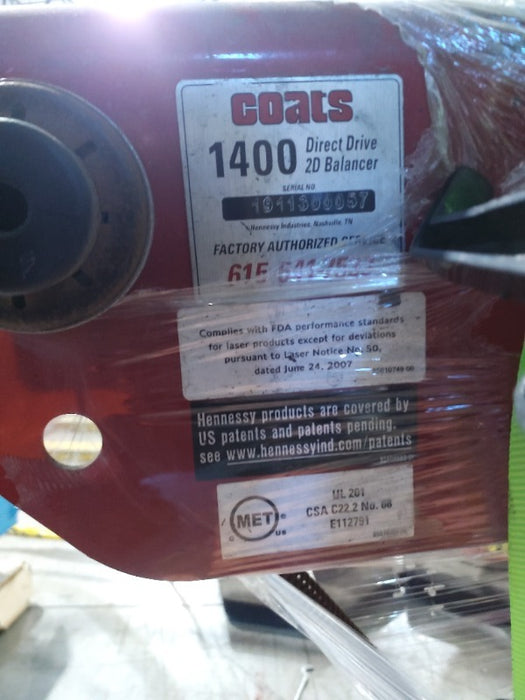 COATS
1400 Direct Drive
2D Balancer
SERIAL NO
Hennessy Industries, Nashville, TN
FACTORY AUTHORIZED SERVICE
615
Complies with FDA performance standards
for laser products except for deviations
pursuant to Laser Notice No. 50,
dated June 24, 2007
Hennessy products are covered by
US patents and patents pending.
see www.hennessyind.com/patents
MET
C US
UL 201
CSA C22.2 No. 68
E112791